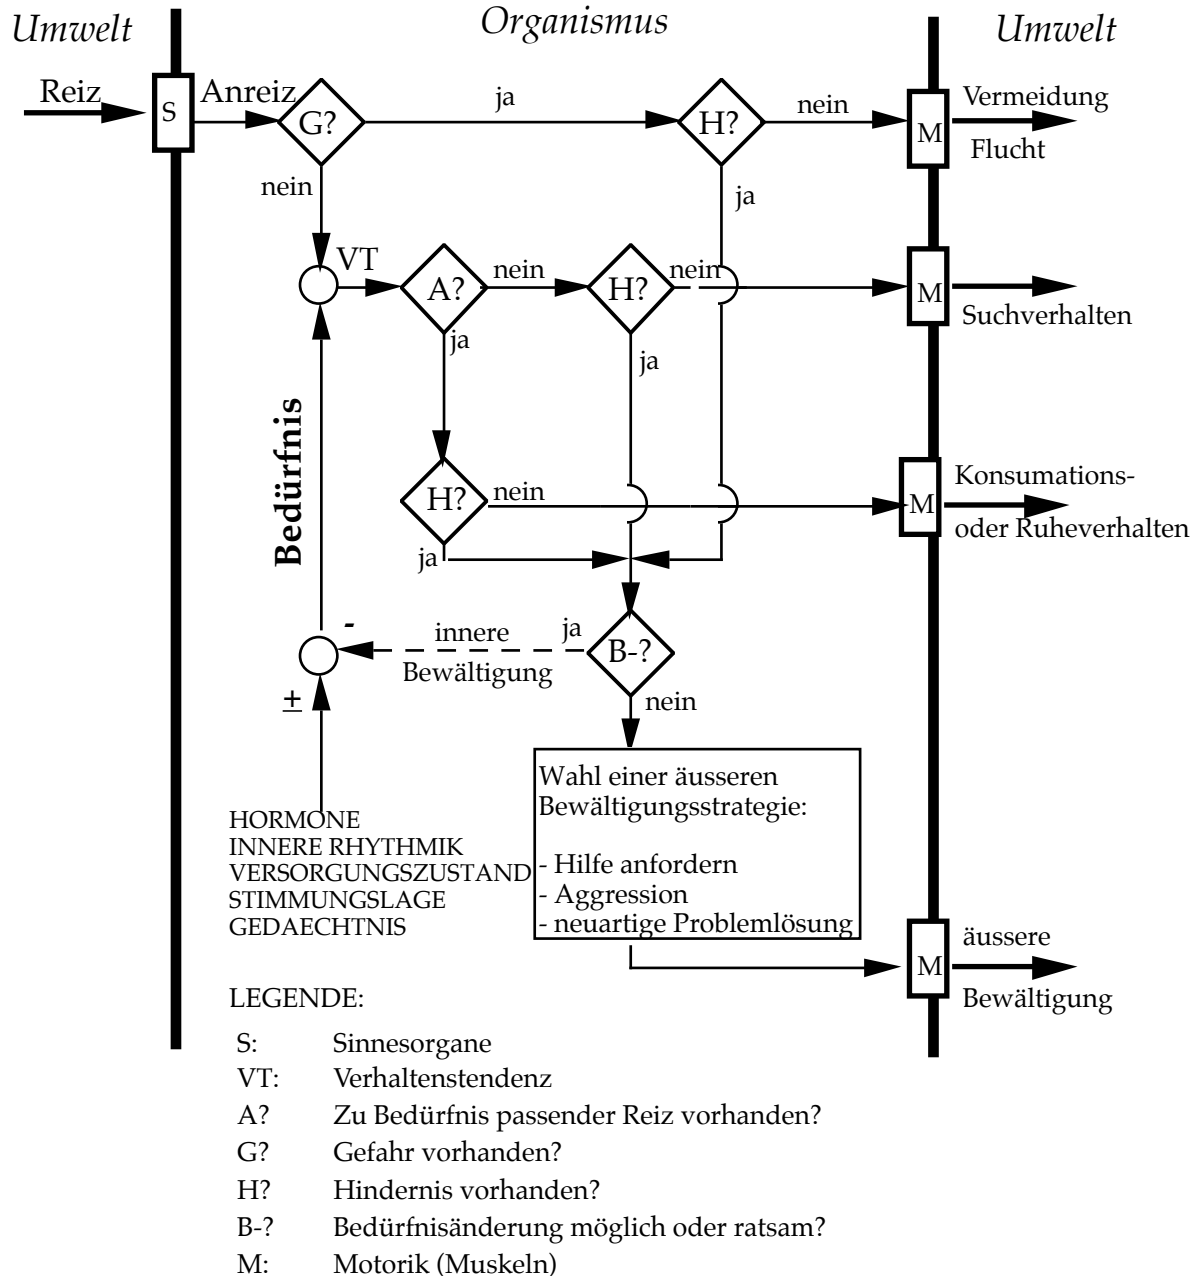 Umwelt
Organismus
Umwelt
Reiz
S
Anreiz
G?
ja
H?
nein
M
Vermeidung
Flucht
nein
ja
VT
A?
nein
H?
nein
M
Suchverhalten
ja
ja
Bedürfnis
H?
nein
M
Konsumations-
oder Ruheverhalten
ja
-
innere
Bewältigung
ja
B-?
±
nein
Wahl einer äusseren
Bewältigungsstrategie:
- Hilfe anfordern
- Aggression
- neuartige Problemlösung
HORMONE
INNERE RHYTHMIK
VERSORGUNGSZUSTAND
STIMMUNGSLAGE
GEDAECHTNIS
M
äussere
Bewältigung
LEGENDE:
S: Sinnesorgane
VT: Verhaltenstendenz
A? Zu Bedürfnis passender Reiz vorhanden?
G? Gefahr vorhanden?
H? Hindernis vorhanden?
B-? Bedürfnisänderung möglich oder ratsam?
M: Motorik (Muskeln)